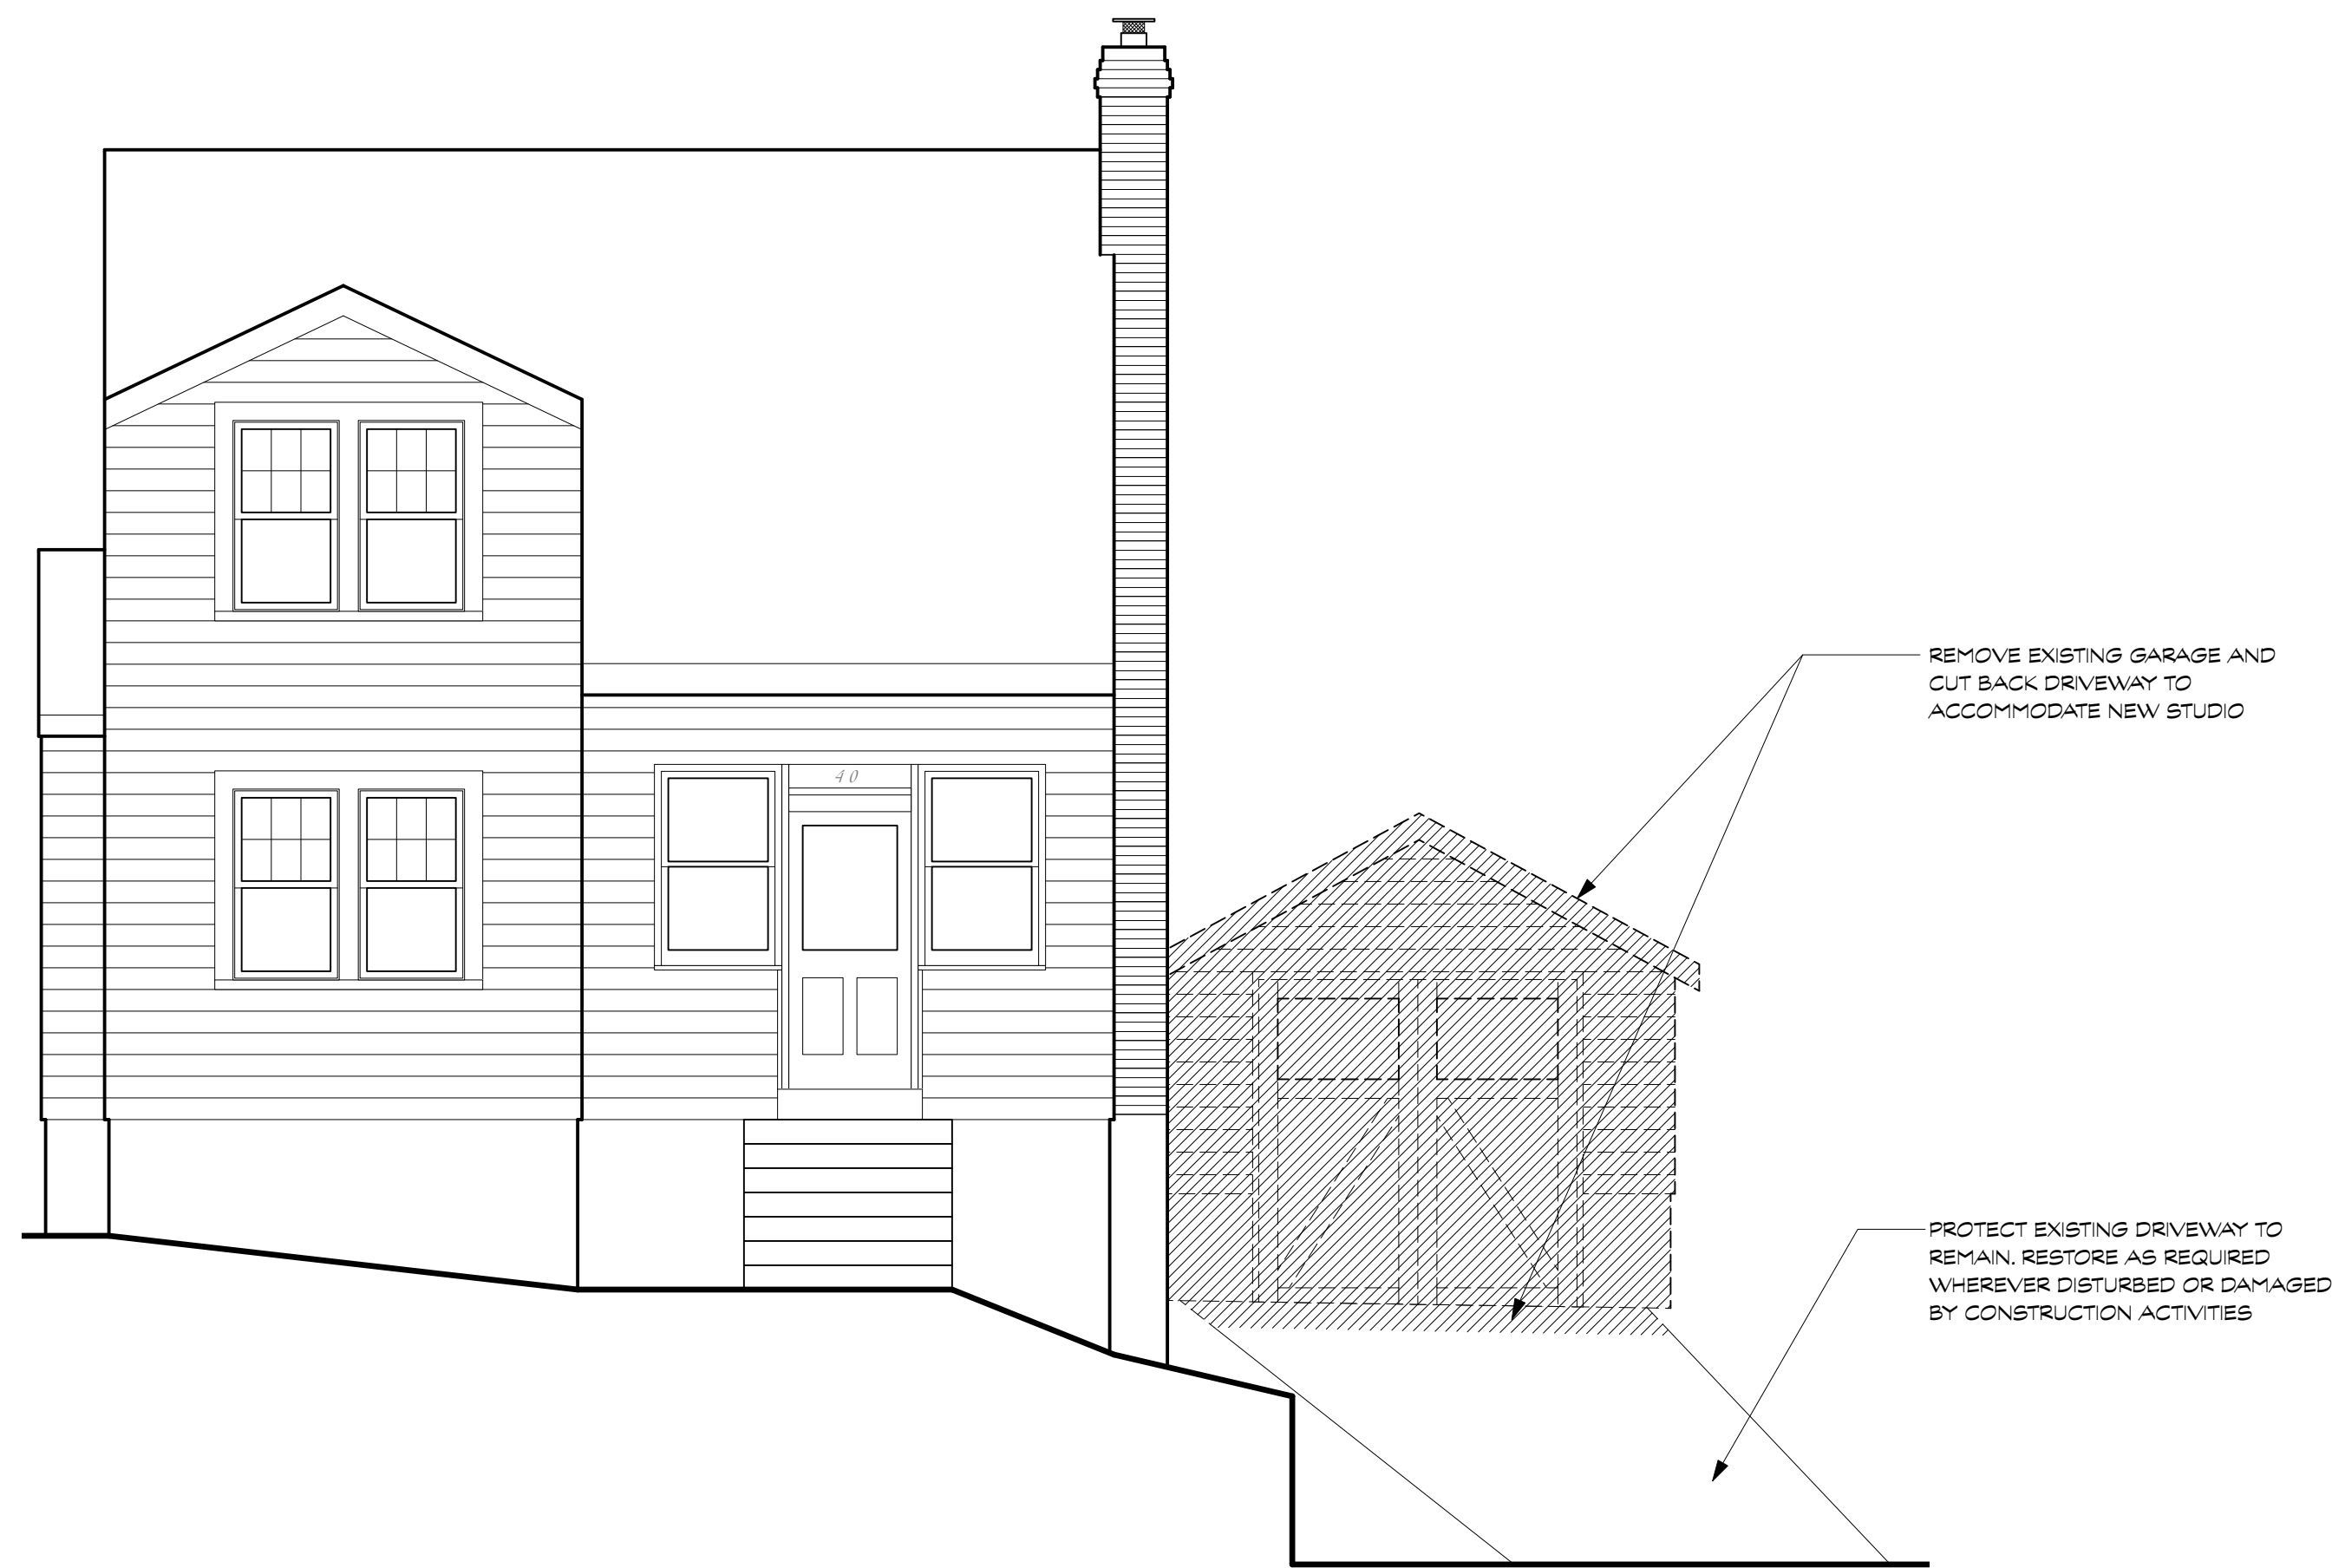 40
REMOVE EXISTING GARAGE AND
CUT BACK DRIVEWAY TO
ACCOMMODATE NEW STUDIO
PROTECT EXISTING DRIVEWAY TO
REMAIN. RESTORE AS REQUIRED
WHEREVER DISTURBED OR DAMAGED
BY CONSTRUCTION ACTIVITIES